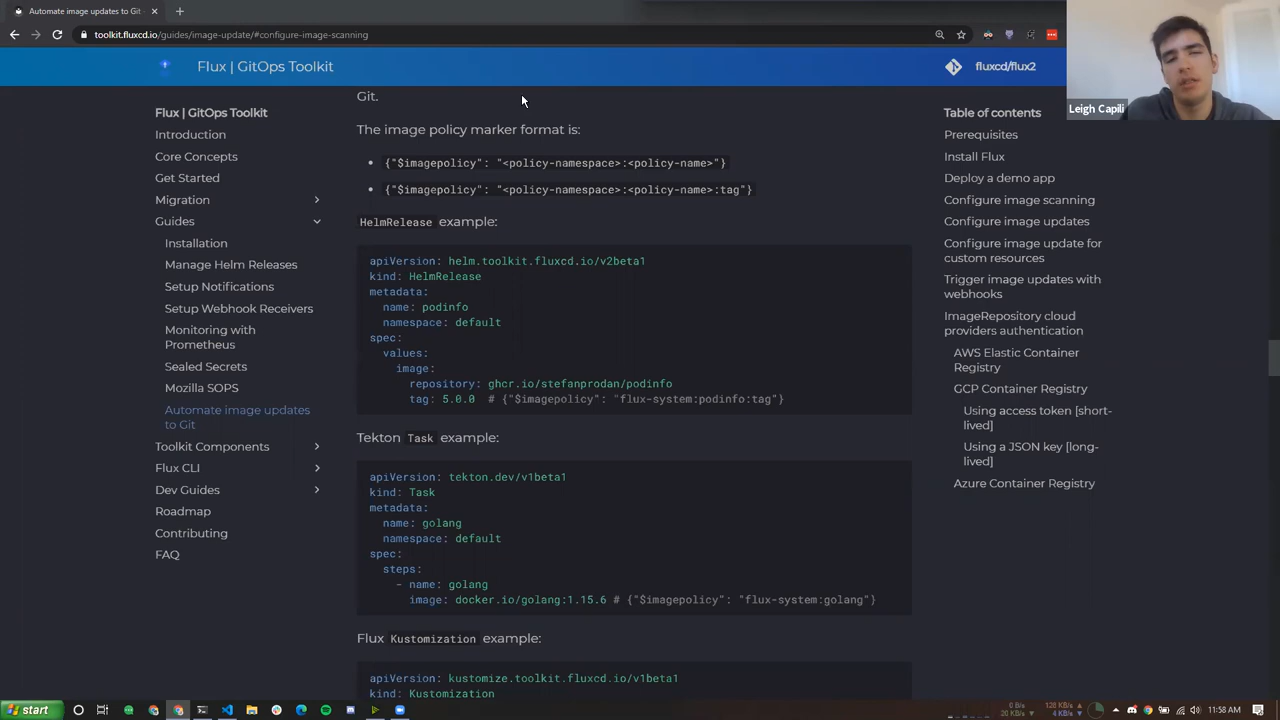 Automate image updates to Git -
toolkit.fluxcd.io/guides/image-update/#configure-image-scanning
Flux | GitOps Toolkit
fluxcd/flux2
Leigh Capili
Flux | GitOps Toolkit
Introduction
Core Concepts
Get Started
Migration
Guides
Installation
Manage Helm Releases
Setup Notifications
Setup Webhook Receivers
Monitoring with
Prometheus
Sealed Secrets
Mozilla SOPS
Automate image updates
to Git
Toolkit Components
Flux CLI
Dev Guides
Roadmap
Contributing
FAQ
Git.
The image policy marker format is:
{"$imagepolicy": "<policy-namespace>:<policy-name>"}
{"$imagepolicy": "<policy-namespace>:<policy-name>:tag"}
HelmRelease example:
apiVersion: helm.toolkit.fluxcd.io/v2beta1
kind: HelmRelease
metadata:
name: podinfo
namespace: default
spec:
values:
image:
repository: ghcr.io/stefanprodan/podinfo
tag: 5.0.0 # {"$imagepolicy": "flux-system:podinfo:tag"}
Tekton Task example:
apiVersion: tekton.dev/v1beta1
kind: Task
metadata:
name: golang
namespace: default
spec:
steps:
- name: golang
image: docker.io/golang:1.15.6 # {"$imagepolicy": "flux-system:golang"}
Flux Kustomization example:
apiVersion: kustomize.toolkit.fluxcd.io/v1beta1
kind: Kustomization
Table of contents
Prerequisites
Install Flux
Deploy a demo app
Configure image scanning
Configure image updates
Configure image update for
custom resources
Trigger image updates with
webhooks
ImageRepository cloud
providers authentication
AWS Elastic Container
Registry
GCP Container Registry
Using access token [short-
lived]
Using a JSON key [long-
lived]
Azure Container Registry
start
20 KB/s
128 KB/s
4 KB/s
11:58 AM